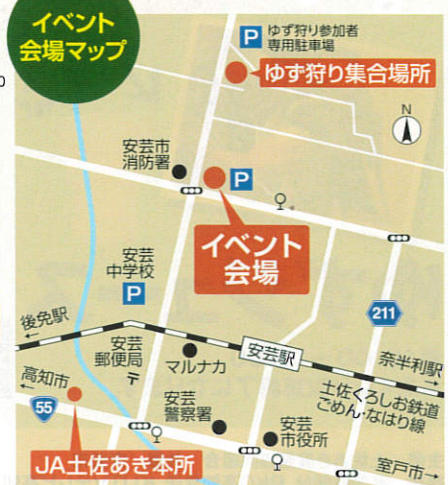 イベント
会場マップ
P
ゆず狩り参加者
専用駐車場
ゆず狩り集合場所
N
安芸市
消防署
P
イベント
会場
安芸
中学校
P
211
後免駅
←
安芸駅
奈半利駅
→
安芸
郵便局
〒
マルナカ
高知市
←
土佐くろしお鉄道
ごめん・なはり線
55
安芸
警察署
安芸
市役所
JA土佐あき本所
室戸市→